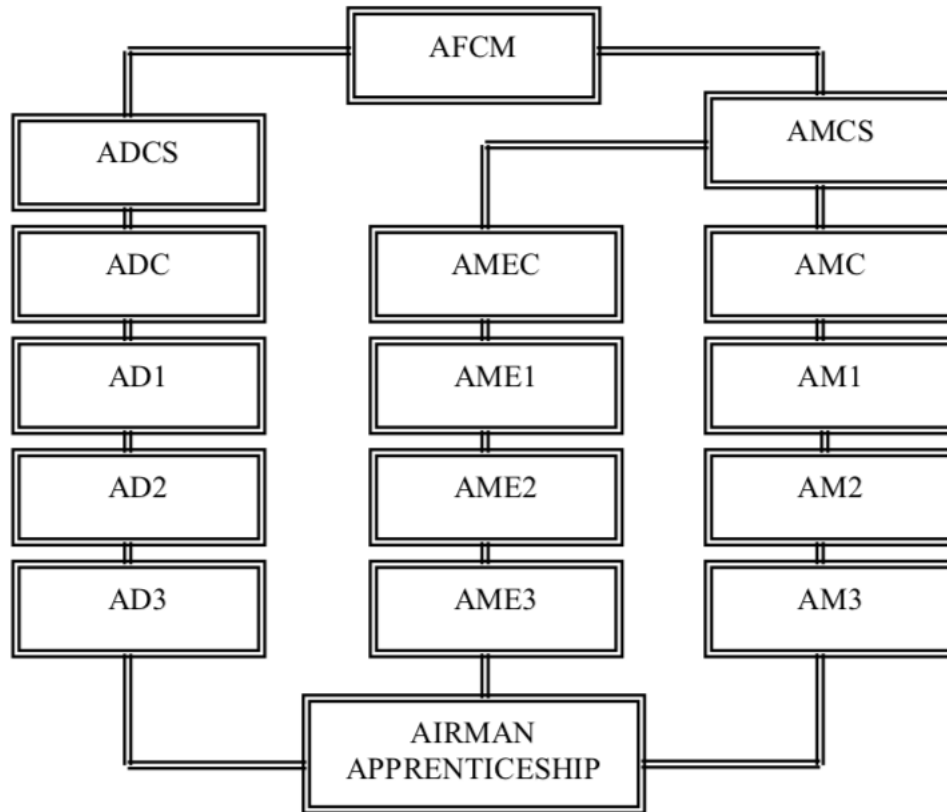 AFCM
ADCS
AMCS
ADC
AMEC
AMC
AD1
AME1
AM1
AD2
AME2
AM2
AD3
AME3
AM3
AIRMAN
APPRENTICESHIP